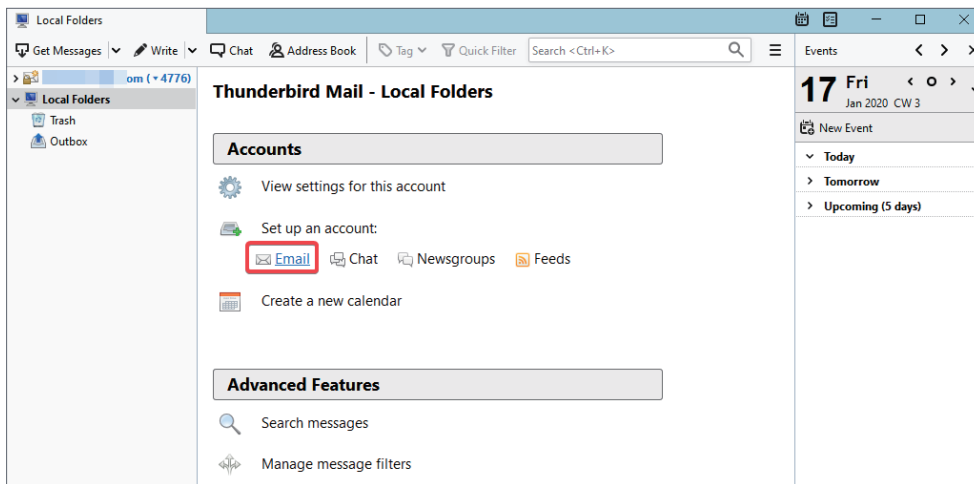 Local Folders
Get Messages Write Chat Address Book Tag Quick Filter Search <Ctrl+K>
om (4776)
Local Folders
Trash
Outbox
Thunderbird Mail - Local Folders
Accounts
View settings for this account
Set up an account:
Email Chat Newsgroups Feeds
Create a new calendar
Advanced Features
Search messages
Manage message filters
Events
17 Fri
Jan 2020 CW 3
New Event
Today
Tomorrow
Upcoming (5 days)